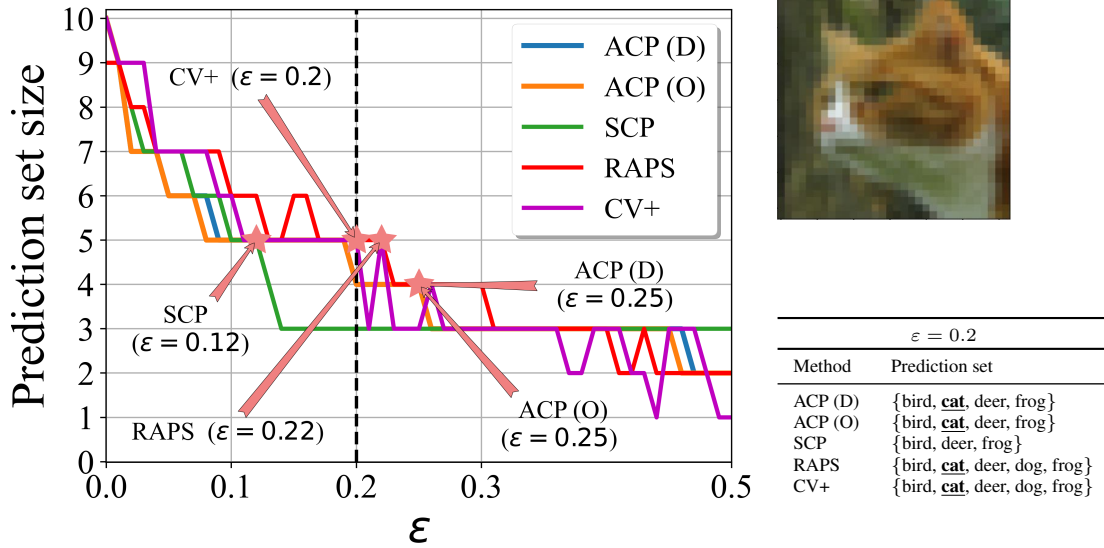 Prediction set size
10
9
8
7
6
5
4
3
2
1
0
0.0 0.1 0.2 0.3 0.5
ε
CV+ (ε = 0.2)
SCP
(ε = 0.12)
RAPS (ε = 0.22)
ACP (D)
(ε = 0.25)
ACP (O)
(ε = 0.25)
ACP (D)
ACP (O)
SCP
RAPS
CV+
ε = 0.2
Method Prediction set
ACP (D) {bird, cat, deer, frog}
ACP (O) {bird, cat, deer, frog}
SCP {bird, deer, frog}
RAPS {bird, cat, deer, dog, frog}
CV+ {bird, cat, deer, dog, frog}